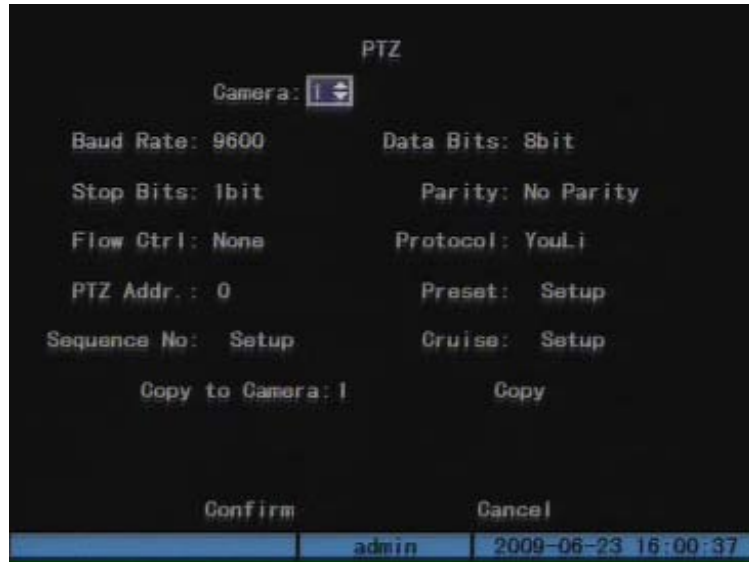 PTZ
Camera: 1
Baud Rate: 9600 Data Bits: 8bit
Stop Bits: 1bit Parity: No Parity
Flow Ctrl: None Protocol: YouLi
PTZ Addr.: 0 Preset: Setup
Sequence No: Setup Cruise: Setup
Copy to Camera: 1 Copy
Confirm Cancel
admin 2009-06-23 16:00:37